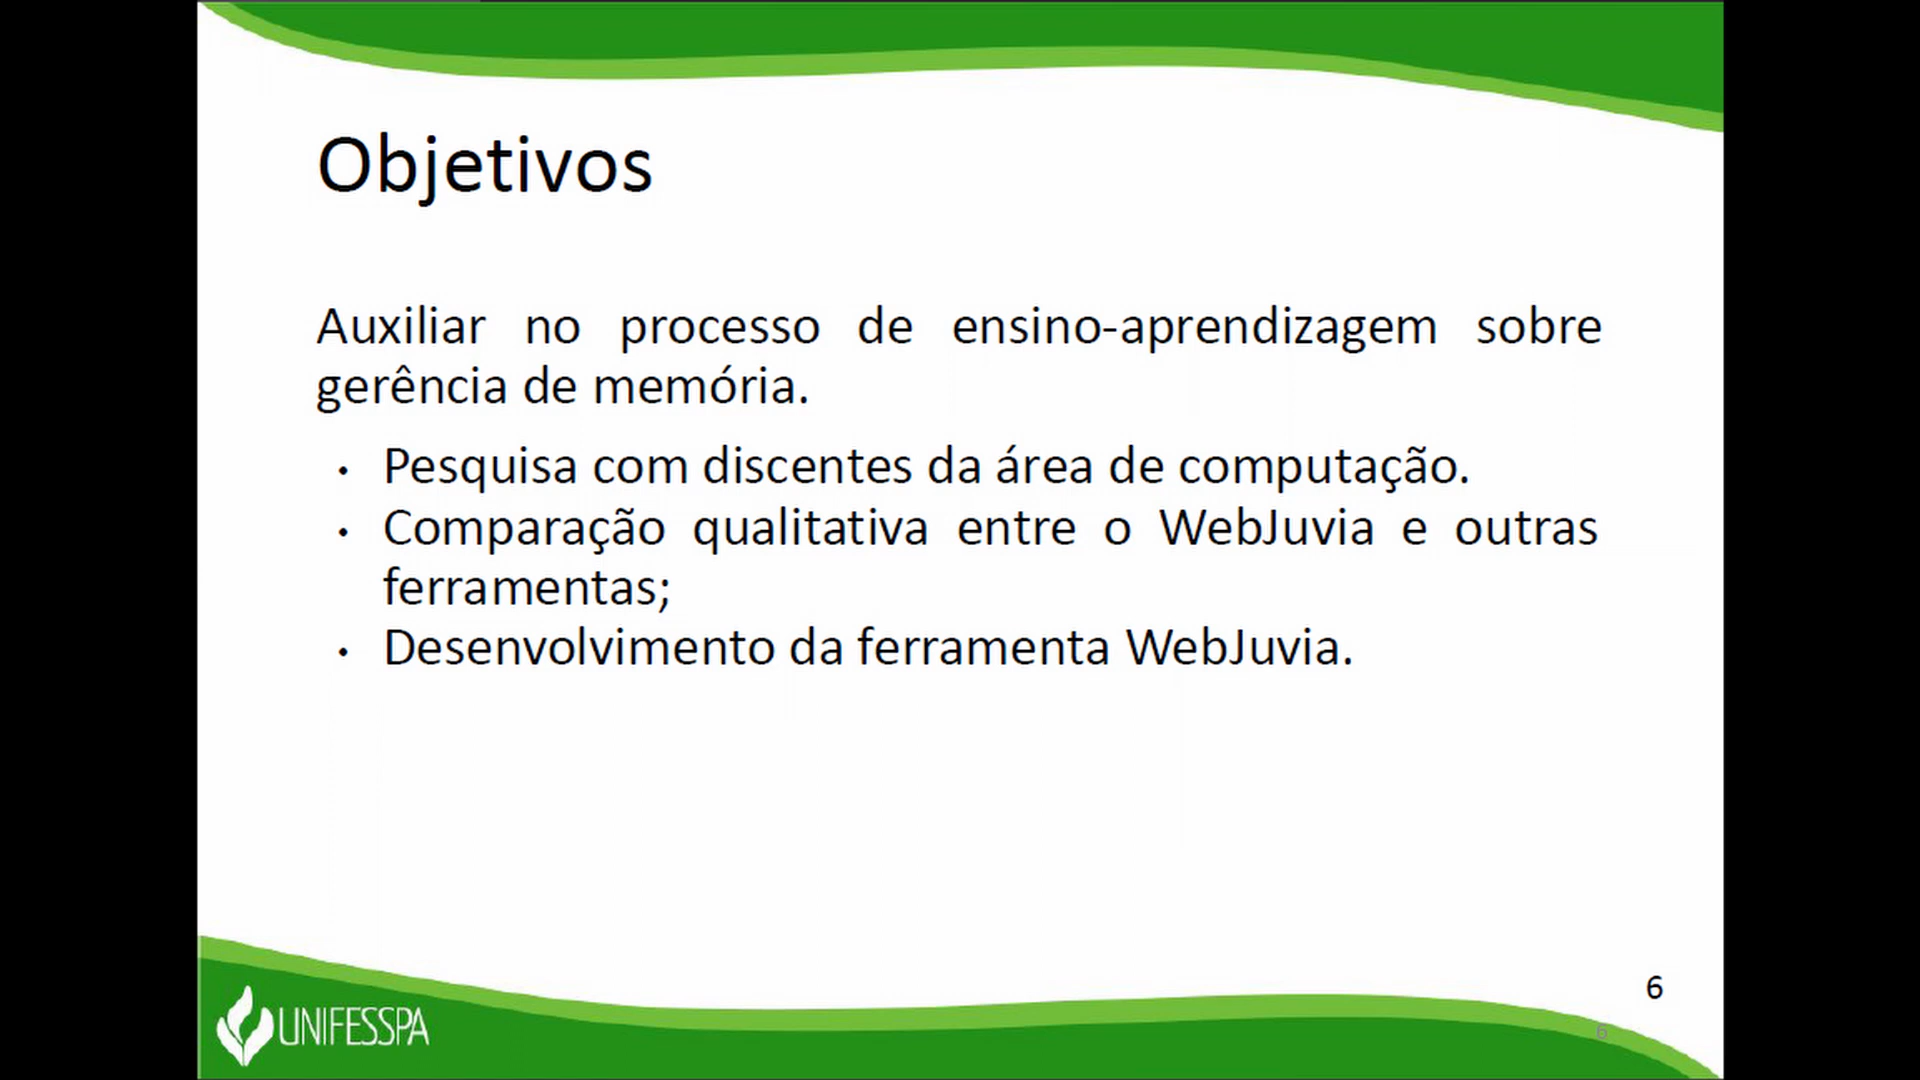 Objetivos
Auxiliar no processo de ensino-aprendizagem sobre
gerência de memória.
• Pesquisa com discentes da área de computação.
• Comparação qualitativa entre o WebJuvia e outras
ferramentas;
• Desenvolvimento da ferramenta WebJuvia.
6
6
UNIFESSPA